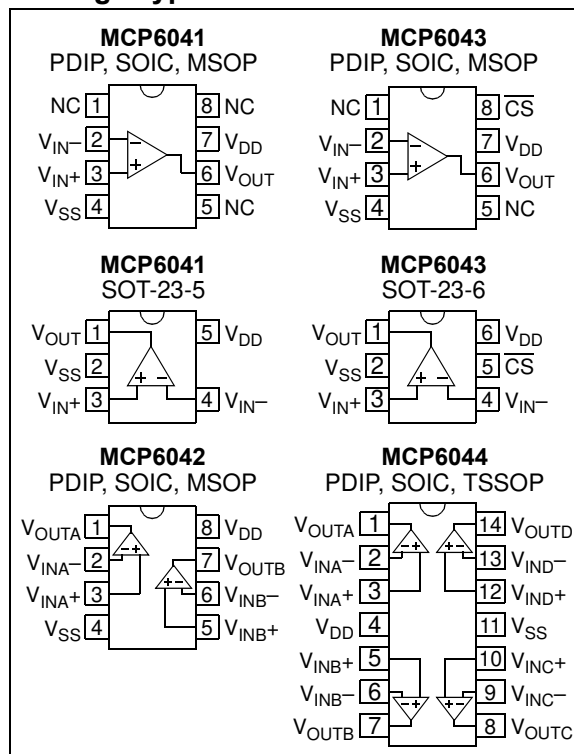 MCP6041
PDIP, SOIC, MSOP
NC 1 8 NC
VIN– 2 7 VDD
VIN+ 3 6 VOUT
VSS 4 5 NC
MCP6043
PDIP, SOIC, MSOP
NC 1 8 CS
VIN– 2 7 VDD
VIN+ 3 6 VOUT
VSS 4 5 NC
MCP6041
SOT-23-5
VOUT 1 5 VDD
VSS 2
VIN+ 3 4 VIN–
MCP6043
SOT-23-6
VOUT 1 6 VDD
VSS 2 5 CS
VIN+ 3 4 VIN–
MCP6042
PDIP, SOIC, MSOP
VOUTA 1 8 VDD
VINA– 2 7 VOUTB
VINA+ 3 6 VINB–
VSS 4 5 VINB+
MCP6044
PDIP, SOIC, TSSOP
VOUTA 1 14 VOUTD
VINA– 2 13 VIND–
VINA+ 3 12 VIND+
VDD 4 11 VSS
VINB+ 5 10 VINC+
VINB– 6 9 VINC–
VOUTB 7 8 VOUTC